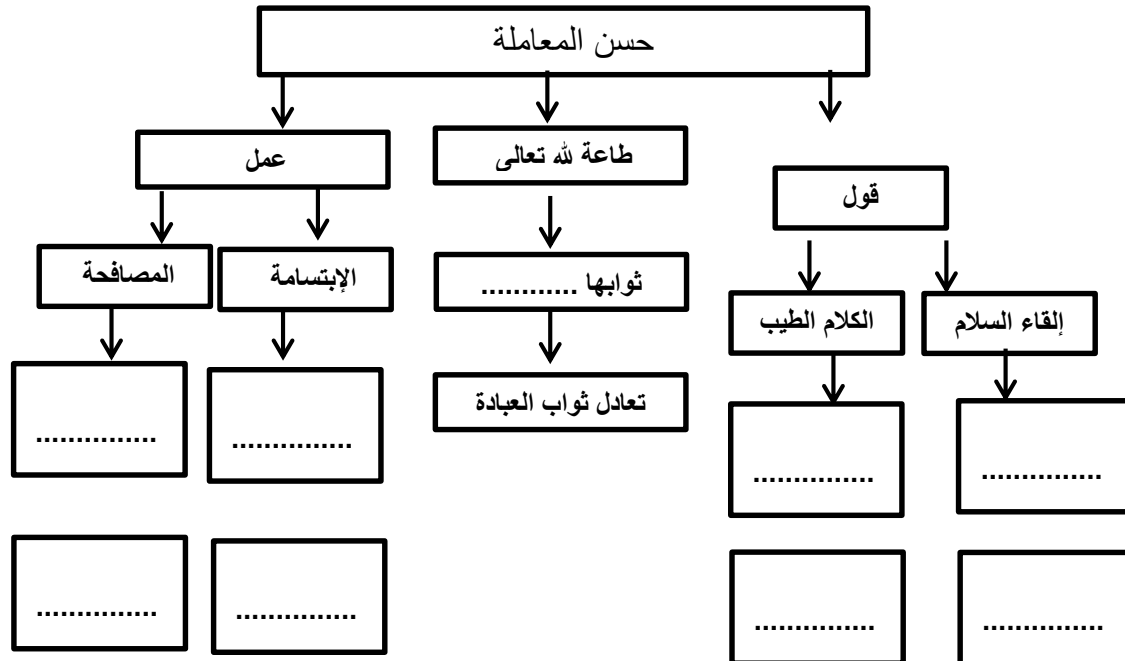 حسن المعاملة
عمل
طاعة لله تعالى
قول
المصافحة
الإبتسامة
ثوابها ............
الكلام الطيب
إلقاء السلام
تعادل ثواب العبادة
...............
...............
...............
...............
...............
...............
...............
...............